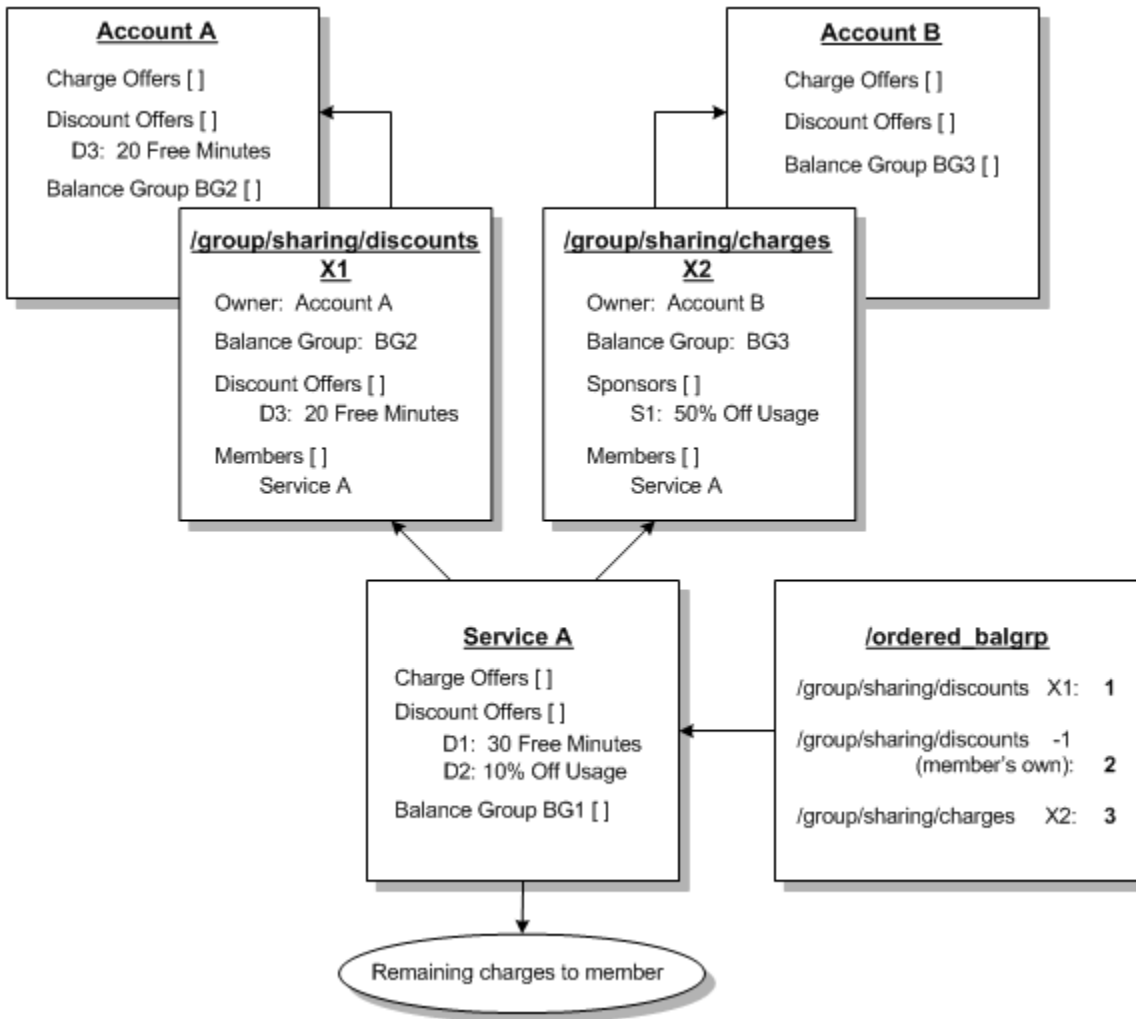 Account A
Charge Offers [ ]
Discount Offers [ ]
D3: 20 Free Minutes
Balance Group BG2 [ ]
Account B
Charge Offers [ ]
Discount Offers [ ]
Balance Group BG3 [ ]
/group/sharing/discounts
X1
Owner: Account A
Balance Group: BG2
Discount Offers [ ]
D3: 20 Free Minutes
Members [ ]
Service A
/group/sharing/charges
X2
Owner: Account B
Balance Group: BG3
Sponsors [ ]
S1: 50% Off Usage
Members [ ]
Service A
Service A
Charge Offers [ ]
Discount Offers [ ]
D1: 30 Free Minutes
D2: 10% Off Usage
Balance Group BG1 [ ]
/ordered_balgrp
/group/sharing/discounts X1: 1
/group/sharing/discounts -1
(member's own): 2
/group/sharing/charges X2: 3
Remaining charges to member